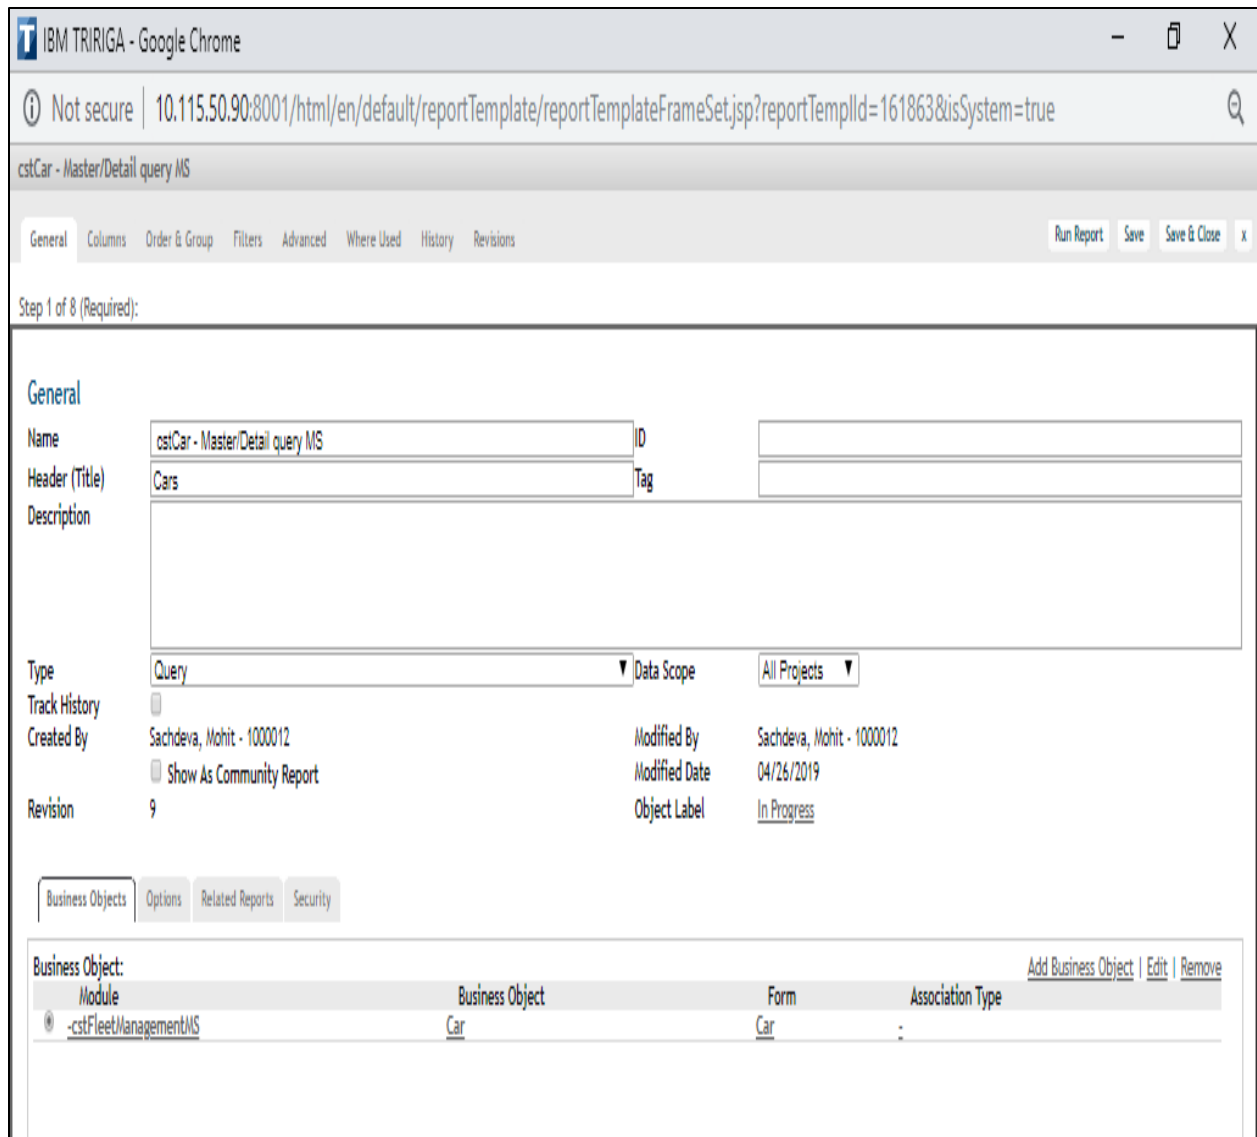 IBM TRIRIGA - Google Chrome
Not secure | 10.115.50.90:8001/html/en/default/reportTemplate/reportTemplateFrameSet.jsp?reportTemplId=161863&isSystem=true
cstCar - Master/Detail query MS
General Columns Order & Group Filters Advanced Where Used History Revisions Run Report Save Save & Close x
Step 1 of 8 (Required):
General
Name cstCar - Master/Detail query MS ID
Header (Title) Cars Tag
Description
Type Query Data Scope All Projects
Track History
Created By Sachdeva, Mohit - 1000012 Modified By Sachdeva, Mohit - 1000012
Show As Community Report Modified Date 04/26/2019
Revision 9 Object Label In Progress
Business Objects Options Related Reports Security
Business Object: Add Business Object | Edit | Remove
Module Business Object Form Association Type
-cstFleetManagementMS Car Car -